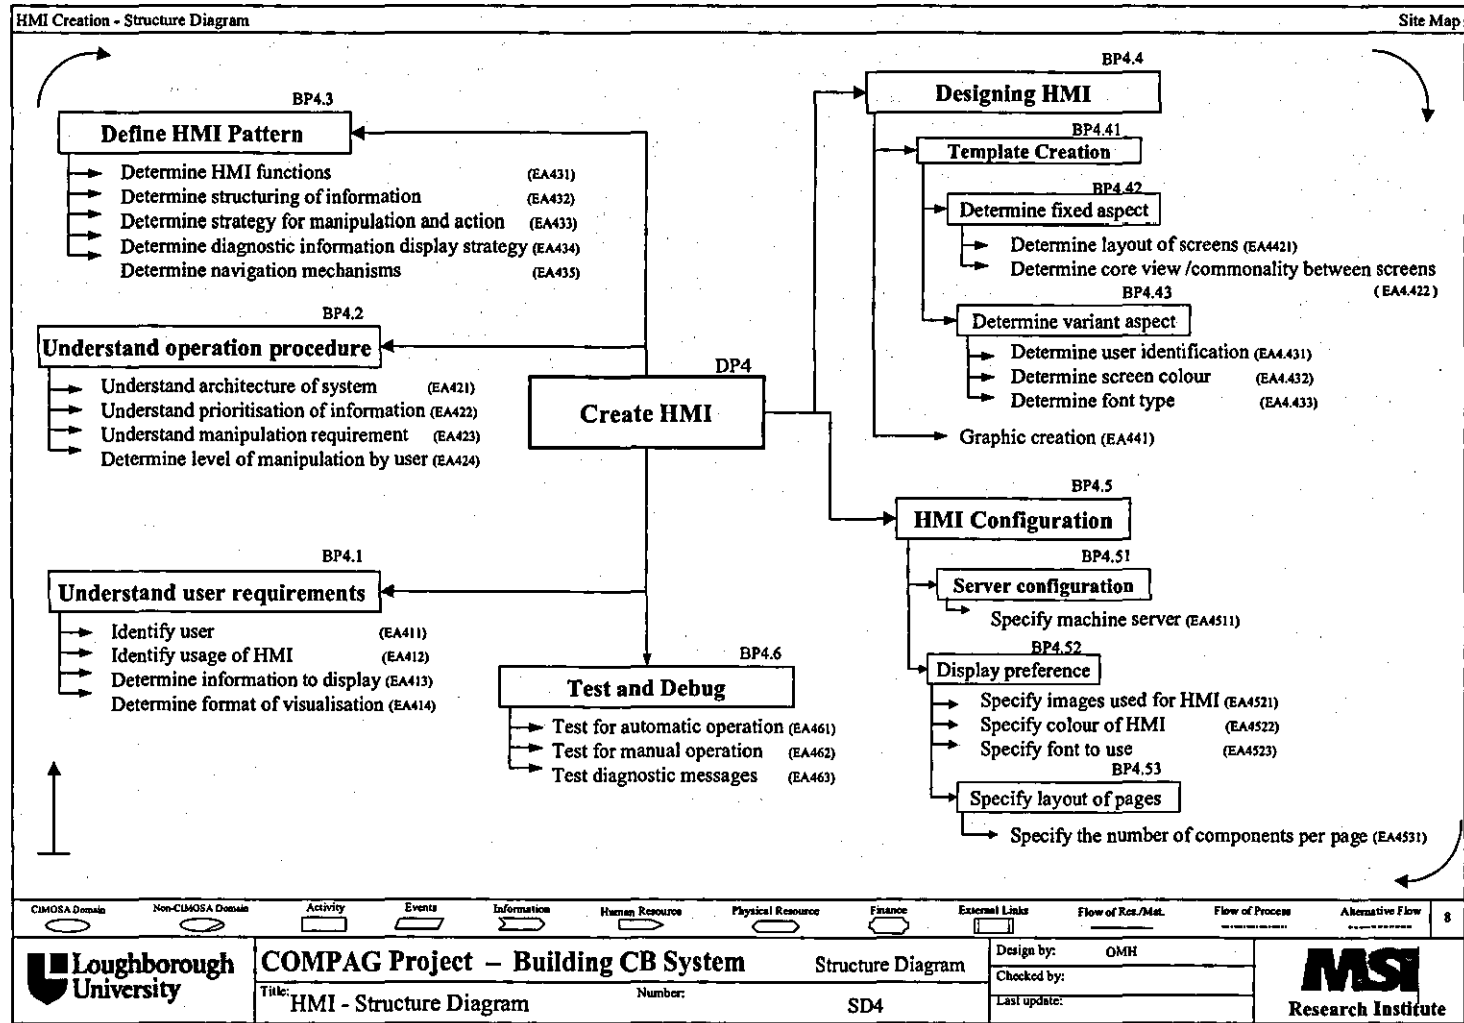 HMI Creation - Structure Diagram
Site Map
BP4.3
Define HMI Pattern
Determine HMI functions (EA431)
Determine structuring of information (EA432)
Determine strategy for manipulation and action (EA433)
Determine diagnostic information display strategy (EA434)
Determine navigation mechanisms (EA435)
BP4.2
Understand operation procedure
Understand architecture of system (EA421)
Understand prioritisation of information (EA422)
Understand manipulation requirement (EA423)
Determine level of manipulation by user (EA424)
DP4
Create HMI
BP4.1
Understand user requirements
Identify user (EA411)
Identify usage of HMI (EA412)
Determine information to display (EA413)
Determine format of visualisation (EA414)
BP4.6
Test and Debug
Test for automatic operation (EA461)
Test for manual operation (EA462)
Test diagnostic messages (EA463)
BP4.4
Designing HMI
BP4.41
Template Creation
BP4.42
Determine fixed aspect
Determine layout of screens (EA4421)
Determine core view /commonality between screens
(EA4.422)
BP4.43
Determine variant aspect
Determine user identification (EA4.431)
Determine screen colour (EA4.432)
Determine font type (EA4.433)
Graphic creation (EA441)
BP4.5
HMI Configuration
BP4.51
Server configuration
Specify machine server (EA4511)
BP4.52
Display preference
Specify images used for HMI (EA4521)
Specify colour of HMI (EA4522)
Specify font to use (EA4523)
BP4.53
Specify layout of pages
Specify the number of components per page (EA4531)
CIMOSA Domain Non-CIMOSA Domain Activity Events Information Human Resource Physical Resource Finance External Links Flow of Res./Mat. Flow of Process Alternative Flow 8
Loughborough
University
COMPAG Project – Building CB System Structure Diagram
Title: HMI - Structure Diagram Number: SD4
Design by: OMH
Checked by:
Last update:
MSI
Research Institute